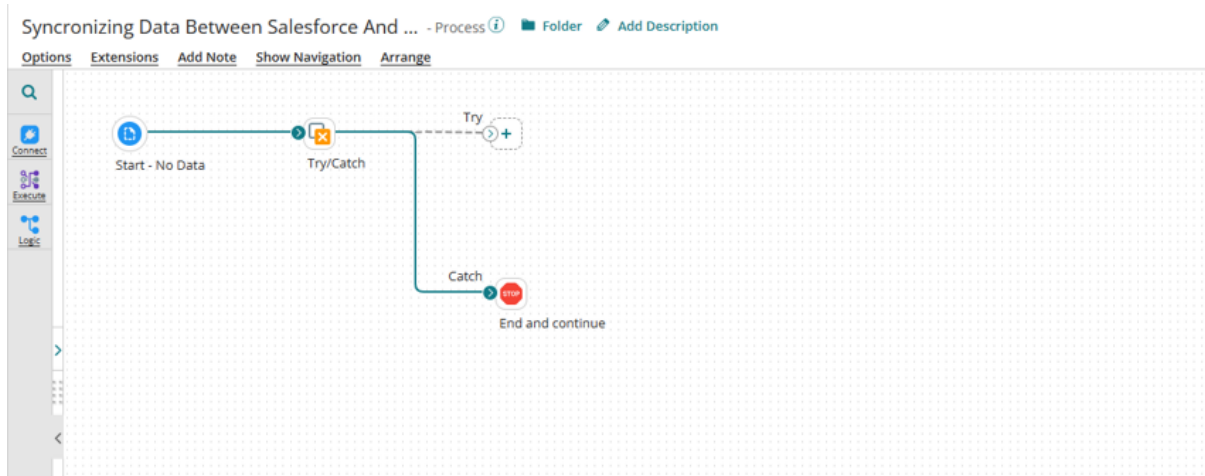 Syncronizing Data Between Salesforce And ... - Process Folder Add Description
Options Extensions Add Note Show Navigation Arrange
Connect
Execute
Logic
Start - No Data
Try/Catch
Try
Catch
STOP
End and continue